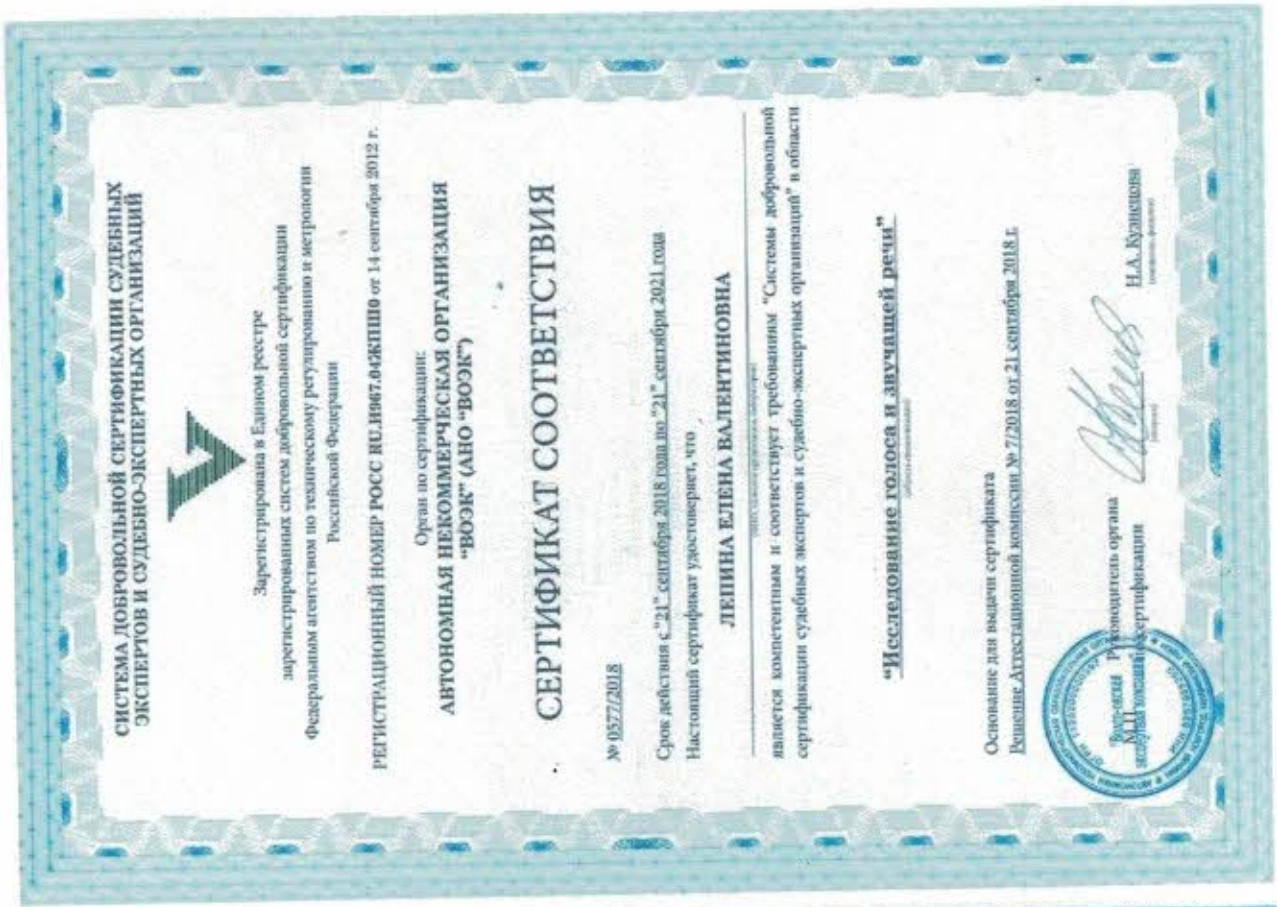 СИСТЕМА ДОБРОВОЛЬНОЙ СЕРТИФИКАЦИИ СУДЕБНЫХ
ЭКСПЕРТОВ И СУДЕБНО-ЭКСПЕРТНЫХ ОРГАНИЗАЦИЙ
Зарегистрирована в Едином реестре
зарегистрированных систем добровольной сертификации
Федеральным агентством по техническому регулированию и метрологии
Российской Федерации
РЕГИСТРАЦИОННЫЙ НОМЕР РОСС RU.И967.04ЖПШ0 от 14 сентября 2012 г.
Орган по сертификации:
АВТОНОМНАЯ НЕКОММЕРЧЕСКАЯ ОРГАНИЗАЦИЯ
"ВОЭК" (АНО "ВОЭК")
СЕРТИФИКАТ СООТВЕТСТВИЯ
№ 0577/2018
Срок действия с "21" сентября 2018 года по "21" сентября 2021 года
Настоящий сертификат удостоверяет, что
ЛЕПИНА ЕЛЕНА ВАЛЕНТИНОВНА
является компетентным и соответствует требованиям "Системы добровольной
сертификации судебных экспертов и судебно-экспертных организаций" в области
"Исследование голоса и звучащей речи"
Основание для выдачи сертификата
Решение Аттестационной комиссии № 7/2018 от 21 сентября 2018 г.
Руководитель органа
М.П. сертификации
Н.А. Кузнецова